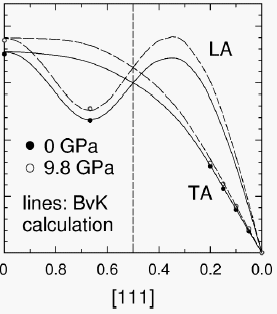 LA
0 GPa
9.8 GPa
TA
lines: BvK
calculation
0 0.8 0.6 0.4 0.2 0.0
[111]